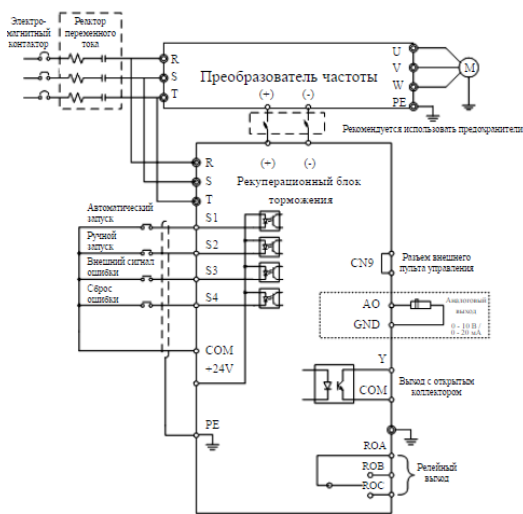 Электро-
магнитный
контактор
Реактор
переменного
тока
R
S
T
Преобразователь частоты
(+)
(-)
U
V
W
PE
M
Рекомендуется использовать предохранители
(+)
(-)
R
S
T
Рекуперационный блок
торможения
Автоматический
запуск
S1
Ручной
запуск
S2
Внешний сигнал
ошибки
S3
Сброс
ошибки
S4
COM
+24V
PE
CN9
Разъем внешнего
пульта управления
AO
GND
Аналоговый
выход
0 - 10 В /
0 - 20 мА
Y
COM
Выход с открытым
коллектором
ROA
ROB
ROC
Релейный
выход